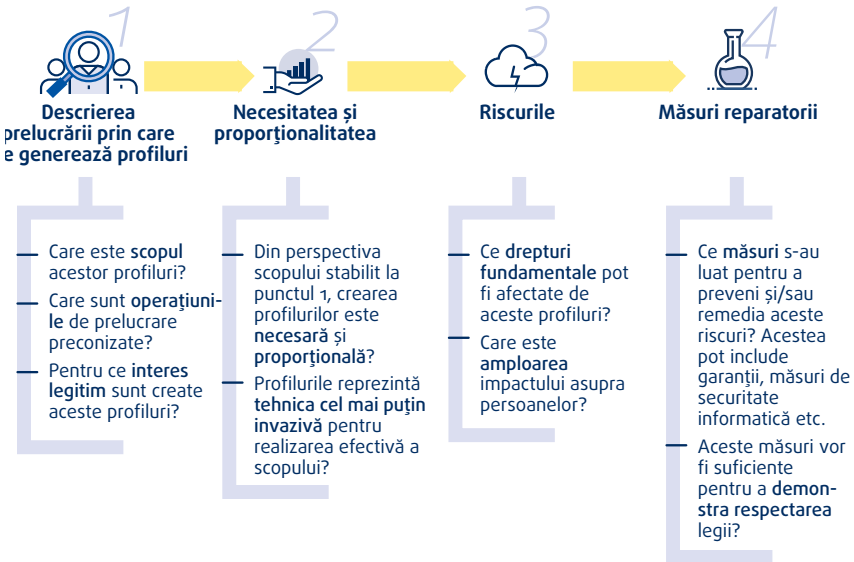 1
Descrierea
prelucrării prin care
e generează profiluri
Care este scopul
acestor profiluri?
Care sunt operațiuni-
le de prelucrare
preconizate?
Pentru ce interes
legitim sunt create
aceste profiluri?
2
Necesitatea și
proporționalitatea
Din perspectiva
scopului stabilit la
punctul 1, crearea
profilurilor este
necesară și
proporțională?
Profilurile reprezintă
tehnica cel mai puțin
invazivă pentru
realizarea efectivă a
scopului?
3
Riscurile
Ce drepturi
fundamentale pot
fi afectate de
aceste profiluri?
Care este
amploarea
impactului asupra
persoanelor?
4
Măsuri reparatorii
Ce măsuri s-au
luat pentru a
preveni și/sau
remedia aceste
riscuri? Acestea
pot include
garanții, măsuri de
securitate
informatică etc.
Aceste măsuri vor
fi suficiente
pentru a demon-
stra respectarea
legii?